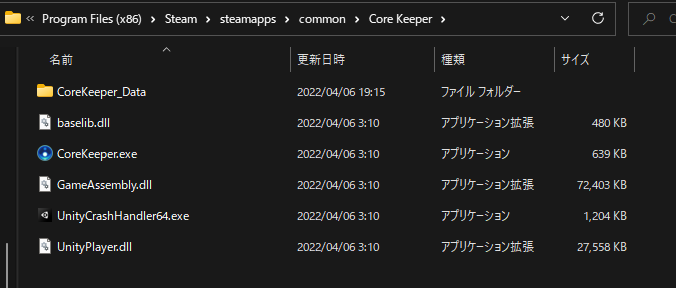 « Program Files (x86) › Steam › steamapps › common › Core Keeper ›
名前 更新日時 種類 サイズ
CoreKeeper_Data 2022/04/06 19:15 ファイル フォルダー
baselib.dll 2022/04/06 3:10 アプリケーション拡張 480 KB
CoreKeeper.exe 2022/04/06 3:10 アプリケーション 639 KB
GameAssembly.dll 2022/04/06 3:10 アプリケーション拡張 72,403 KB
UnityCrashHandler64.exe 2022/04/06 3:10 アプリケーション 1,204 KB
UnityPlayer.dll 2022/04/06 3:10 アプリケーション拡張 27,558 KB